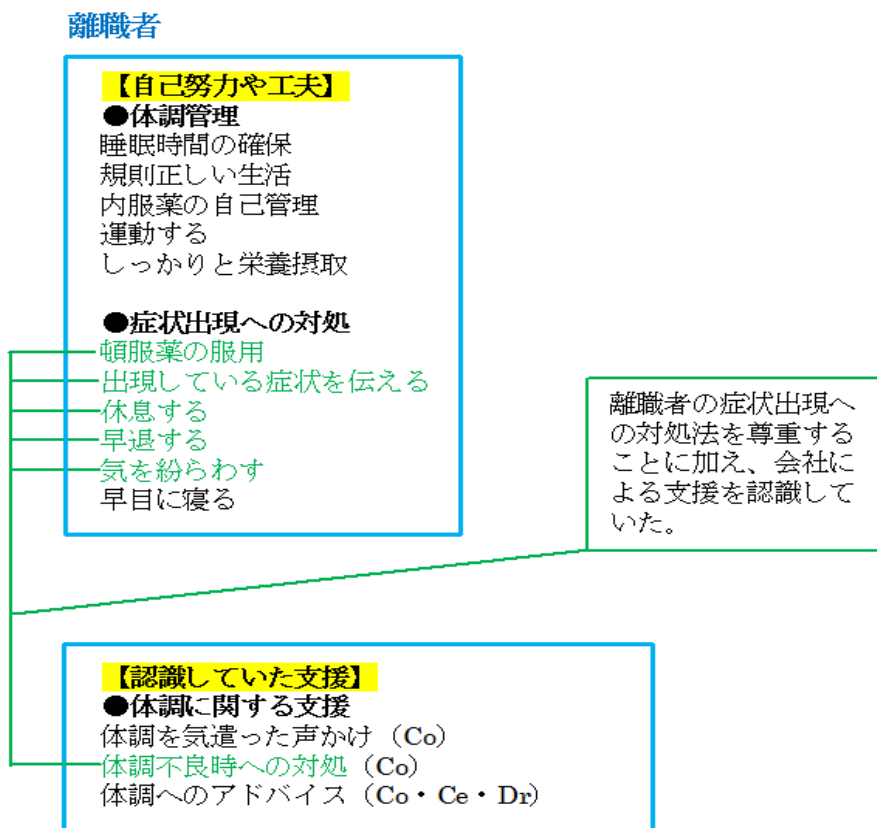 離職者
【自己努力や工夫】
●体調管理
睡眠時間の確保
規則正しい生活
内服薬の自己管理
運動する
しっかりと栄養摂取
●症状出現への対処
頓服薬の服用
出現している症状を伝える
休息する
早退する
気を紛らわす
早目に寝る
離職者の症状出現へ
の対処法を尊重する
ことに加え、会社に
よる支援を認識して
いた。
【認識していた支援】
●体調に関する支援
体調を気遣った声かけ（Co）
体調不良時への対処（Co）
体調へのアドバイス（Co・Ce・Dr）